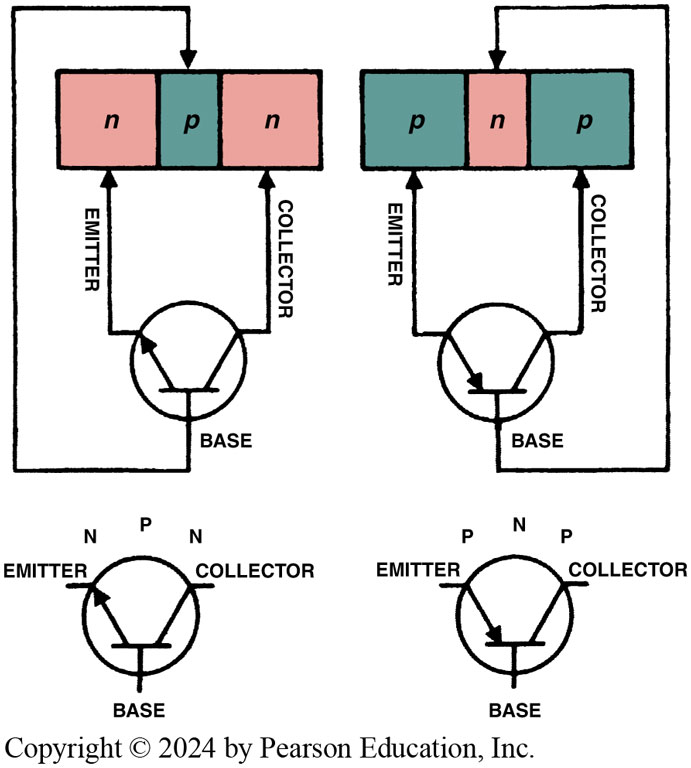 n p n
p n p
EMITTER
COLLECTOR
BASE
EMITTER
COLLECTOR
BASE
N P N
EMITTER COLLECTOR
BASE
P N P
EMITTER COLLECTOR
BASE
Copyright © 2024 by Pearson Education, Inc.